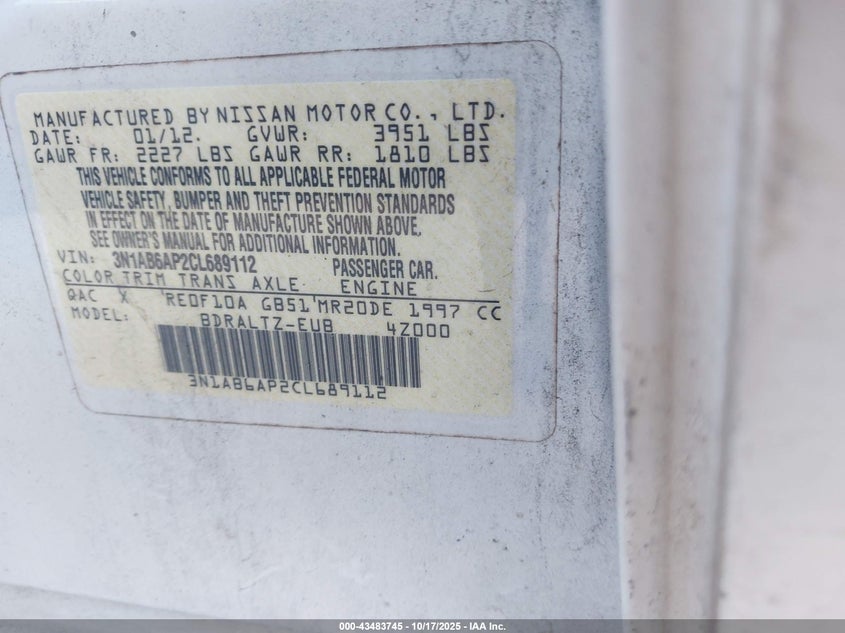 MANUFACTURED BY NISSAN MOTOR CO., LTD.
DATE: 01/12. GVWR: 3951 LBS
GAWR FR: 2227 LBS GAWR RR: 1810 LBS
THIS VEHICLE CONFORMS TO ALL APPLICABLE FEDERAL MOTOR
VEHICLE SAFETY, BUMPER AND THEFT PREVENTION STANDARDS
IN EFFECT ON THE DATE OF MANUFACTURE SHOWN ABOVE.
SEE OWNER'S MANUAL FOR ADDITIONAL INFORMATION.
VIN: 3N1AB6AP2CL689112 PASSENGER CAR.
COLOR TRIM TRANS AXLE ENGINE
QAC X RE0F10A GB51 MR20DE 1997 CC
MODEL: BDRALTZ-EUB 4Z000
3N1AB6AP2CL689112
000-43483745 - 10/17/2025 - IAA Inc.